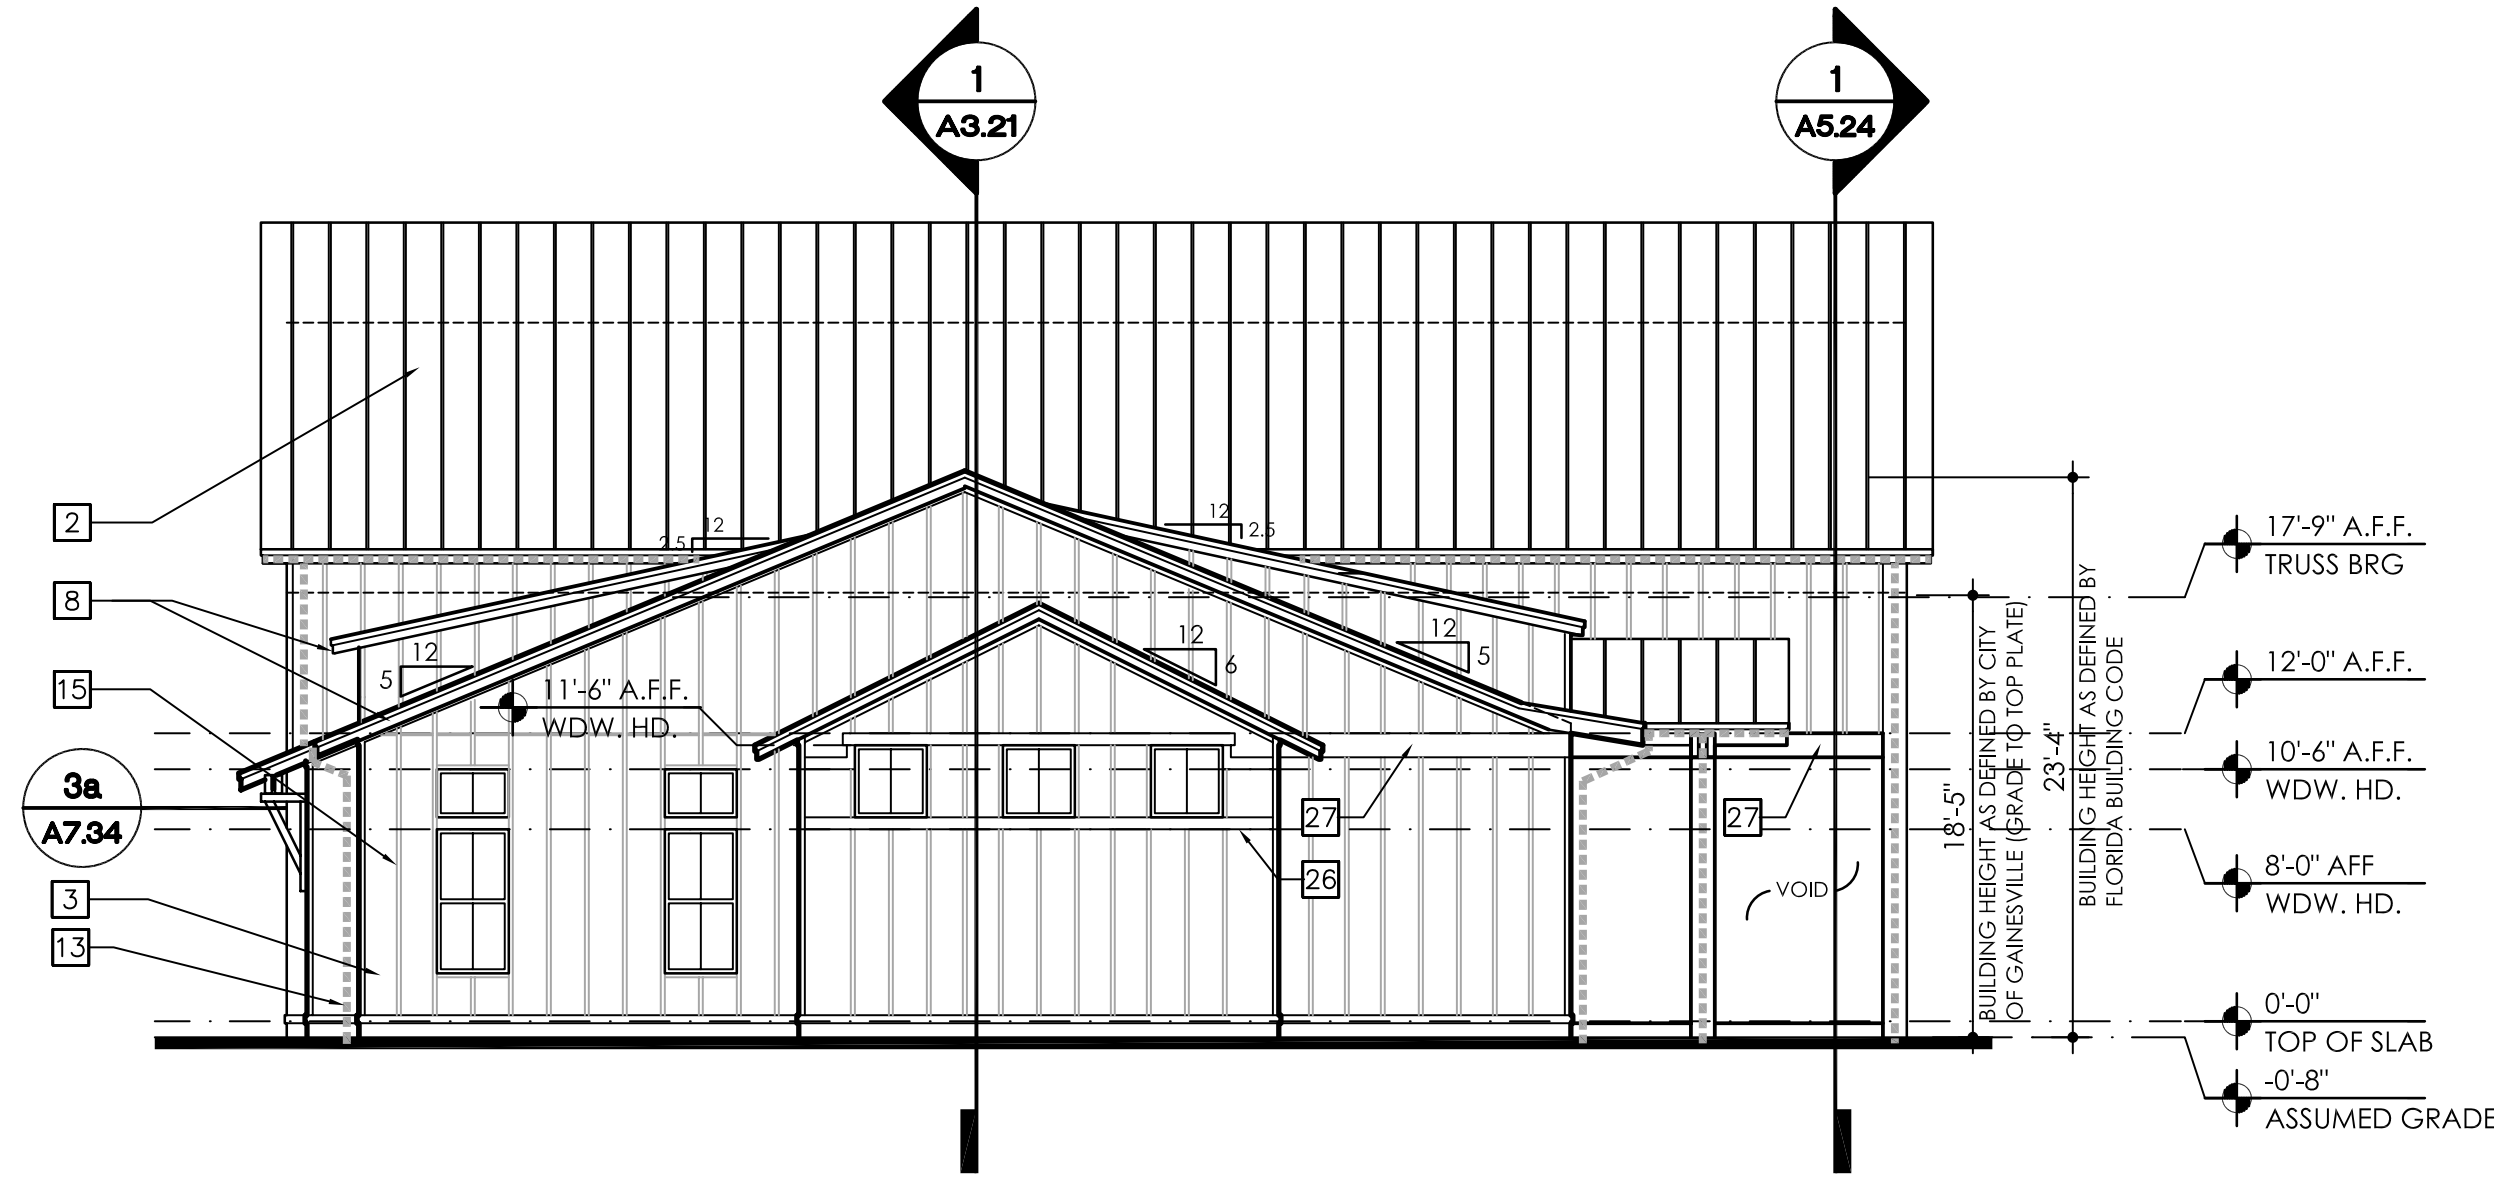 1
A3.21
1
A5.24
2
8
15
3a
A7.34
3
13
12
2.5
12
2.5
12
5
12
6
12
5
11'-6" A.F.F.
WDW. HD.
27
26
27
VOID
18'-5"
BUILDING HEIGHT AS DEFINED BY CITY
OF GAINESVILLE (GRADE TO TOP PLATE)
23'-4"
BUILDING HEIGHT AS DEFINED BY
FLORIDA BUILDING CODE
17'-9" A.F.F.
TRUSS BRG
12'-0" A.F.F.
10'-6" A.F.F.
WDW. HD.
8'-0" AFF
WDW. HD.
0'-0"
TOP OF SLAB
-0'-8"
ASSUMED GRADE